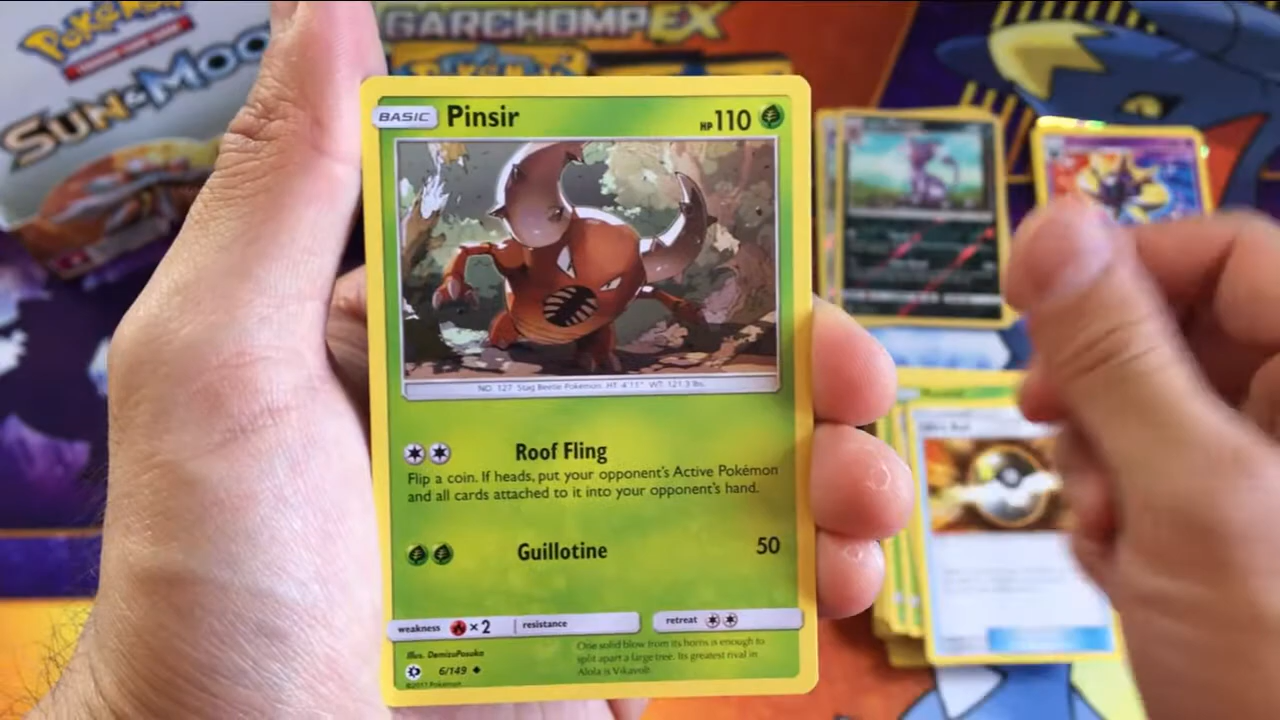 GARCHOMP EX
Pokémon
SUN & MOON
BASIC Pinsir HP 110
NO. 127 Stag Beetle Pokémon HT: 4'11" WT: 121.3 lbs.
Roof Fling
Flip a coin. If heads, put your opponent's Active Pokémon
and all cards attached to it into your opponent's hand.
Guillotine 50
weakness ×2 resistance retreat
Illus. DemizuPosuka
6/149
©2017 Pokémon
One solid blow from its horns is enough to
split apart a large tree. Its greatest rival in
Alola is Vikavolt.